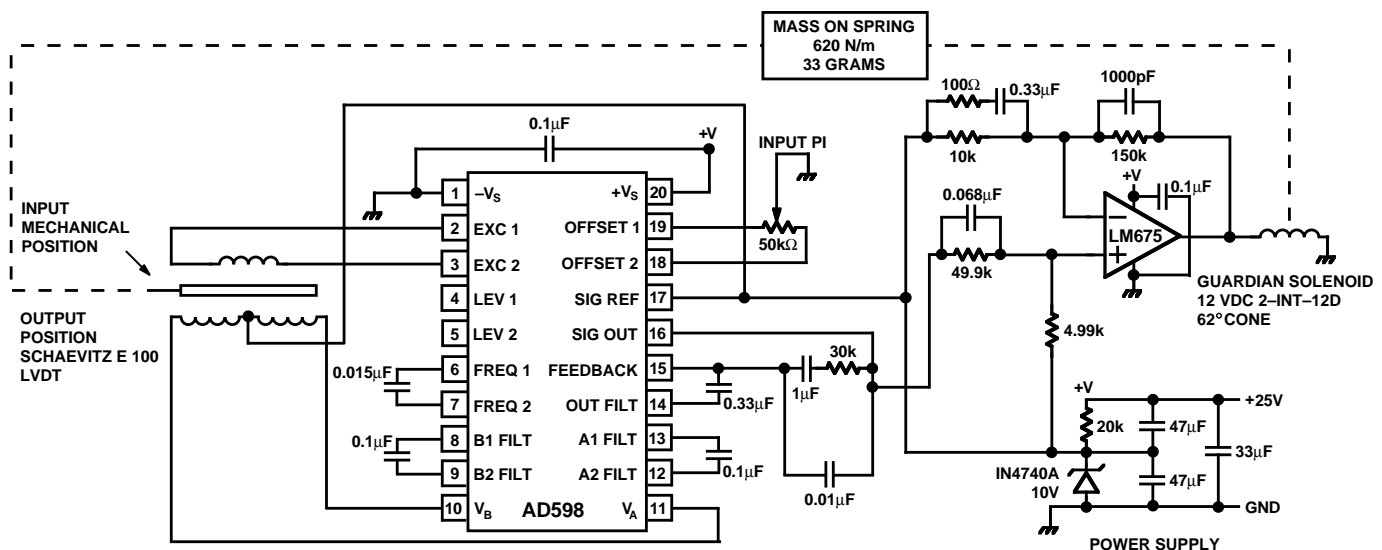 MASS ON SPRING
620 N/m
33 GRAMS
100Ω
0.33µF
10k
1000pF
150k
+V
0.1µF
LM675
GUARDIAN SOLENOID
12 VDC 2–INT–12D
62° CONE
0.068µF
49.9k
4.99k
INPUT PI
50kΩ
0.1µF
+V
INPUT
MECHANICAL
POSITION
OUTPUT
POSITION
SCHAEVITZ E 100
LVDT
0.015µF
0.1µF
1 –VS
2 EXC 1
3 EXC 2
4 LEV 1
5 LEV 2
6 FREQ 1
7 FREQ 2
8 B1 FILT
9 B2 FILT
10 VB
AD598
+VS 20
OFFSET 1 19
OFFSET 2 18
SIG REF 17
SIG OUT 16
FEEDBACK 15
OUT FILT 14
A1 FILT 13
A2 FILT 12
VA 11
0.33µF
0.1µF
1µF
30k
0.01µF
+V
20k
47µF
47µF
33µF
+25V
IN4740A
10V
GND
POWER SUPPLY